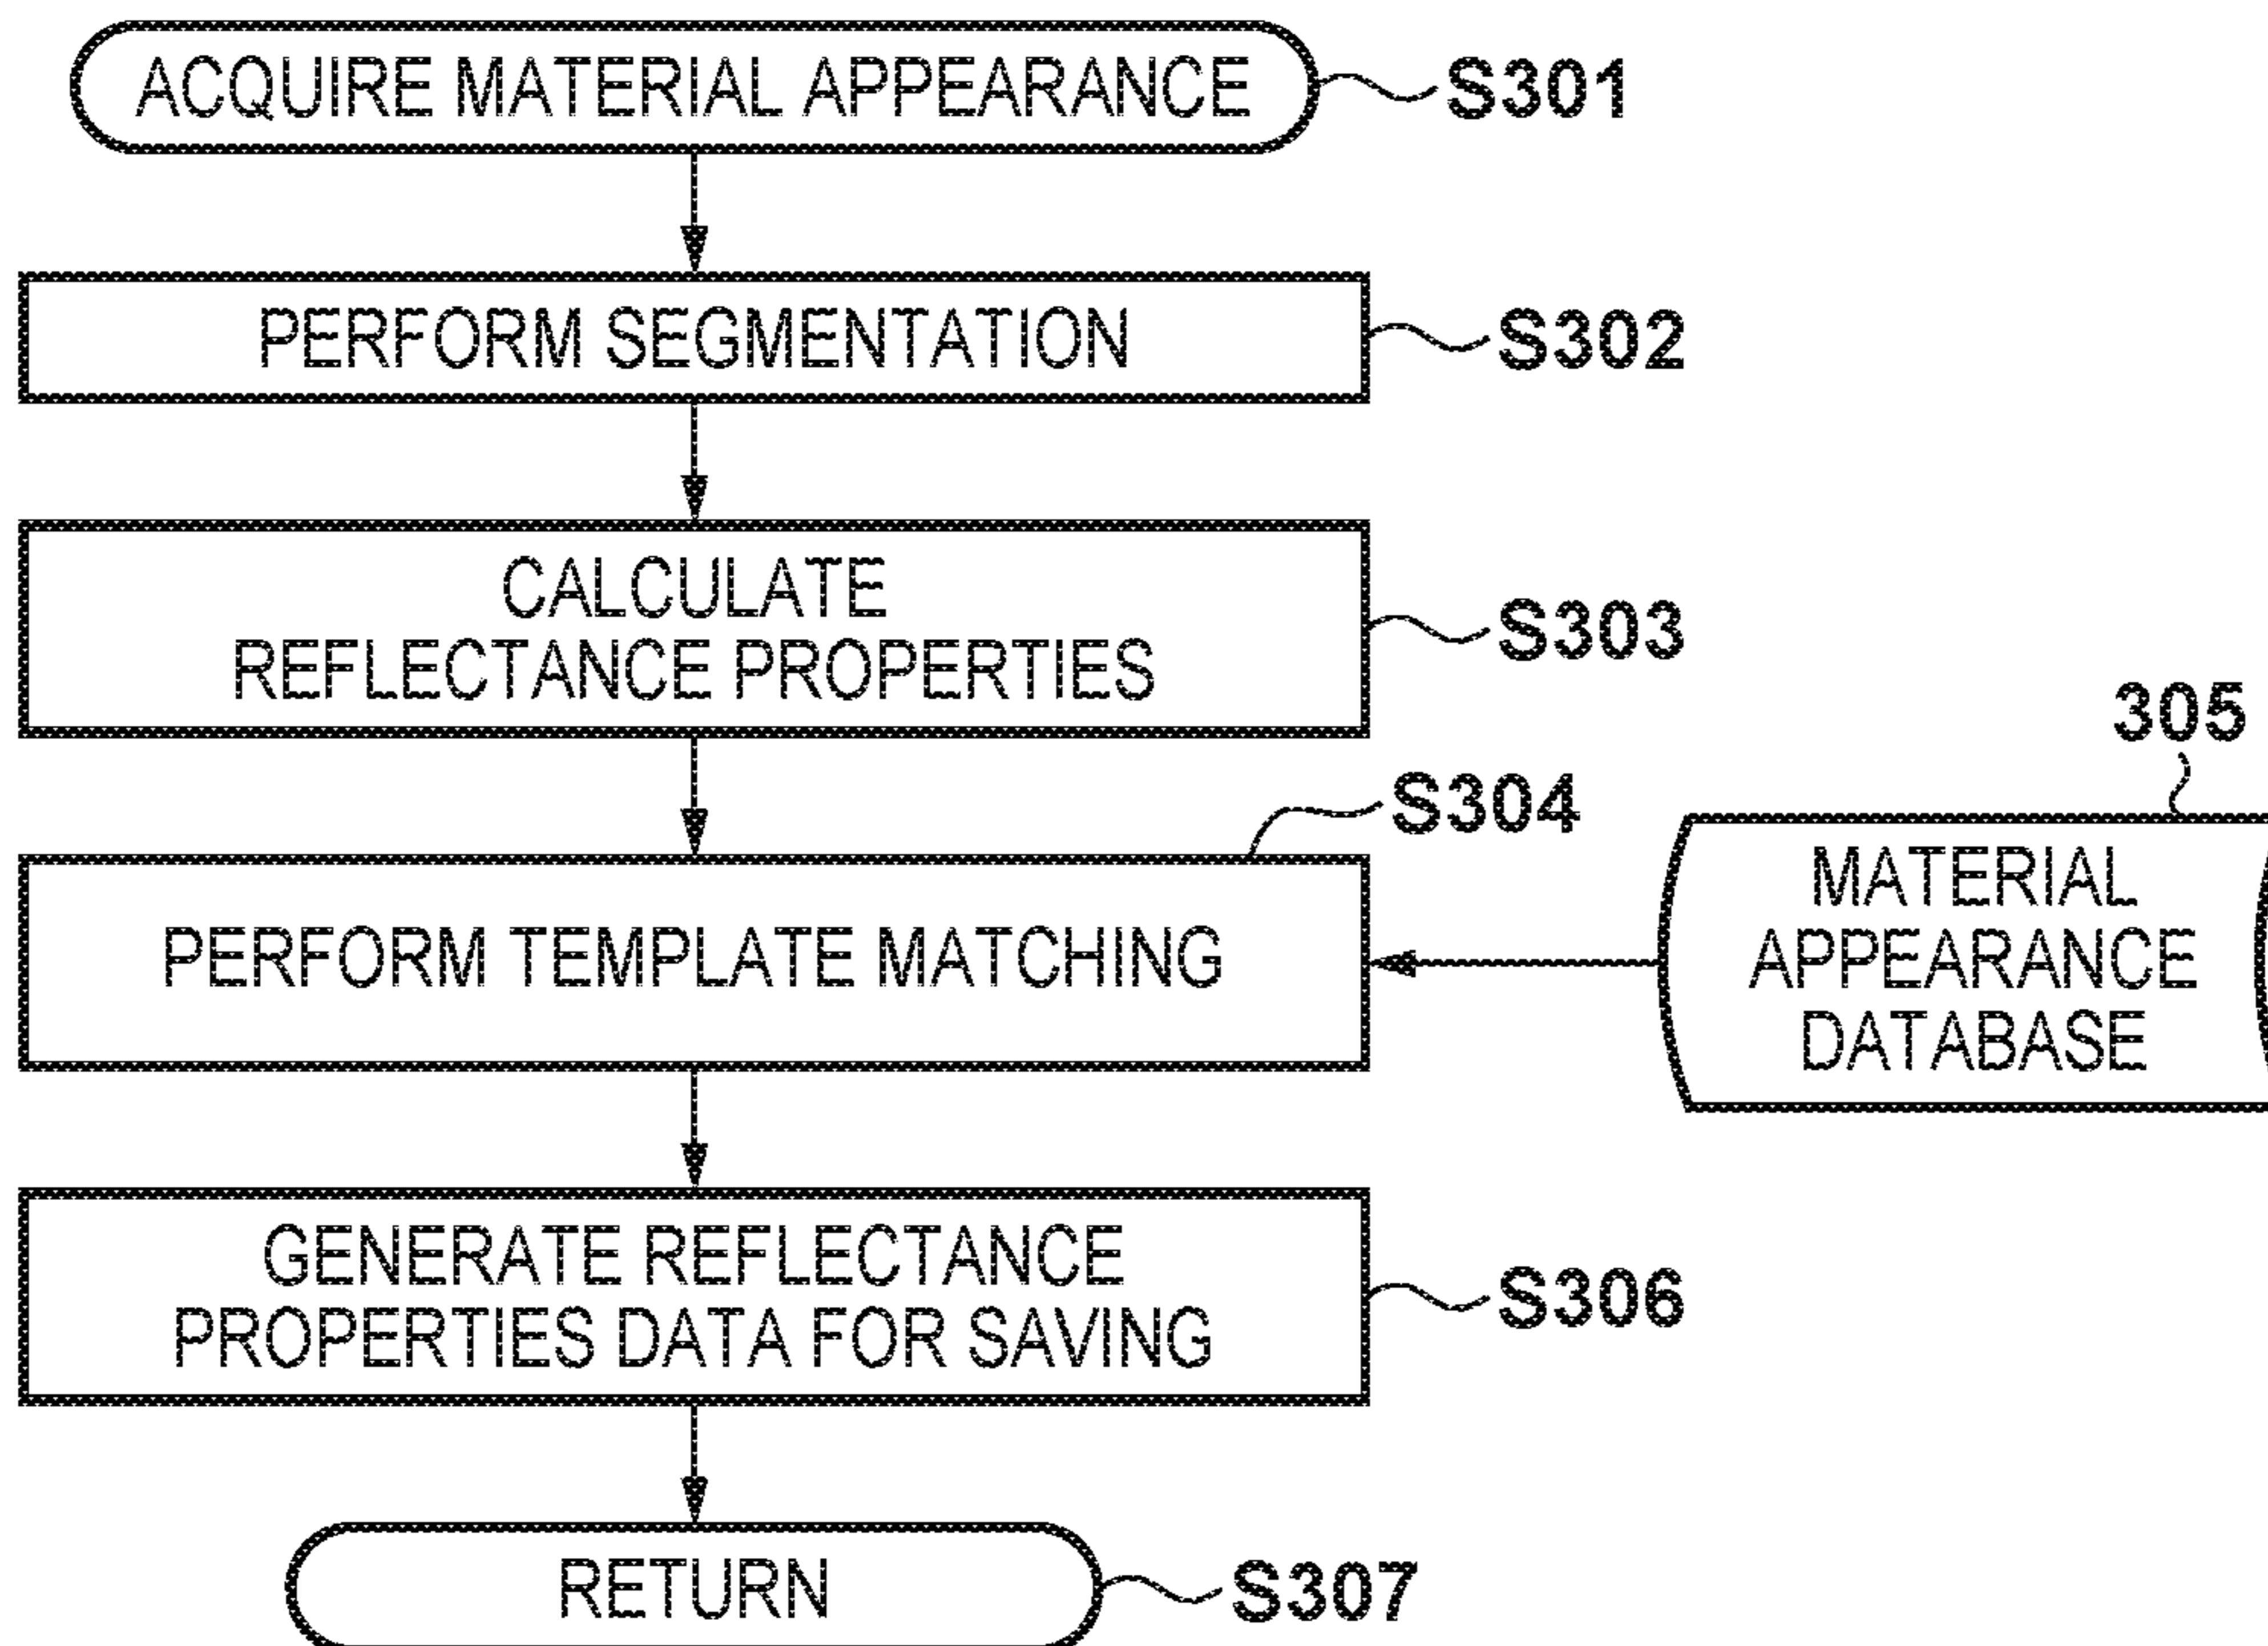 ACQUIRE MATERIAL APPEARANCE
S301
PERFORM SEGMENTATION
S302
CALCULATE
REFLECTANCE PROPERTIES
S303
S304
PERFORM TEMPLATE MATCHING
305
MATERIAL
APPEARANCE
DATABASE
GENERATE REFLECTANCE
PROPERTIES DATA FOR SAVING
S306
RETURN
S307